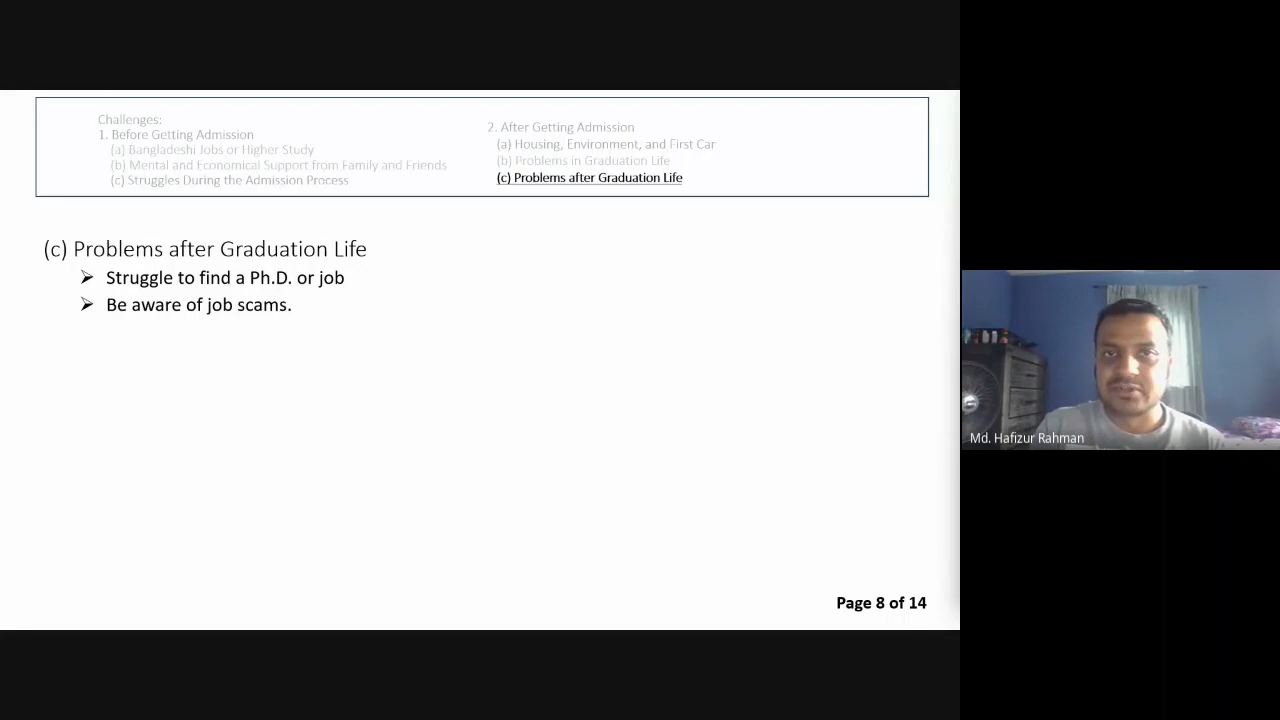 Challenges:
1. Before Getting Admission
(a) Bangladeshi Jobs or Higher Study
(b) Mental and Economical Support from Family and Friends
(c) Struggles During the Admission Process
2. After Getting Admission
(a) Housing, Environment, and First Car
(b) Problems in Graduation Life
(c) Problems after Graduation Life
(c) Problems after Graduation Life
➢ Struggle to find a Ph.D. or job
➢ Be aware of job scams.
Md. Hafizur Rahman
Page 8 of 14